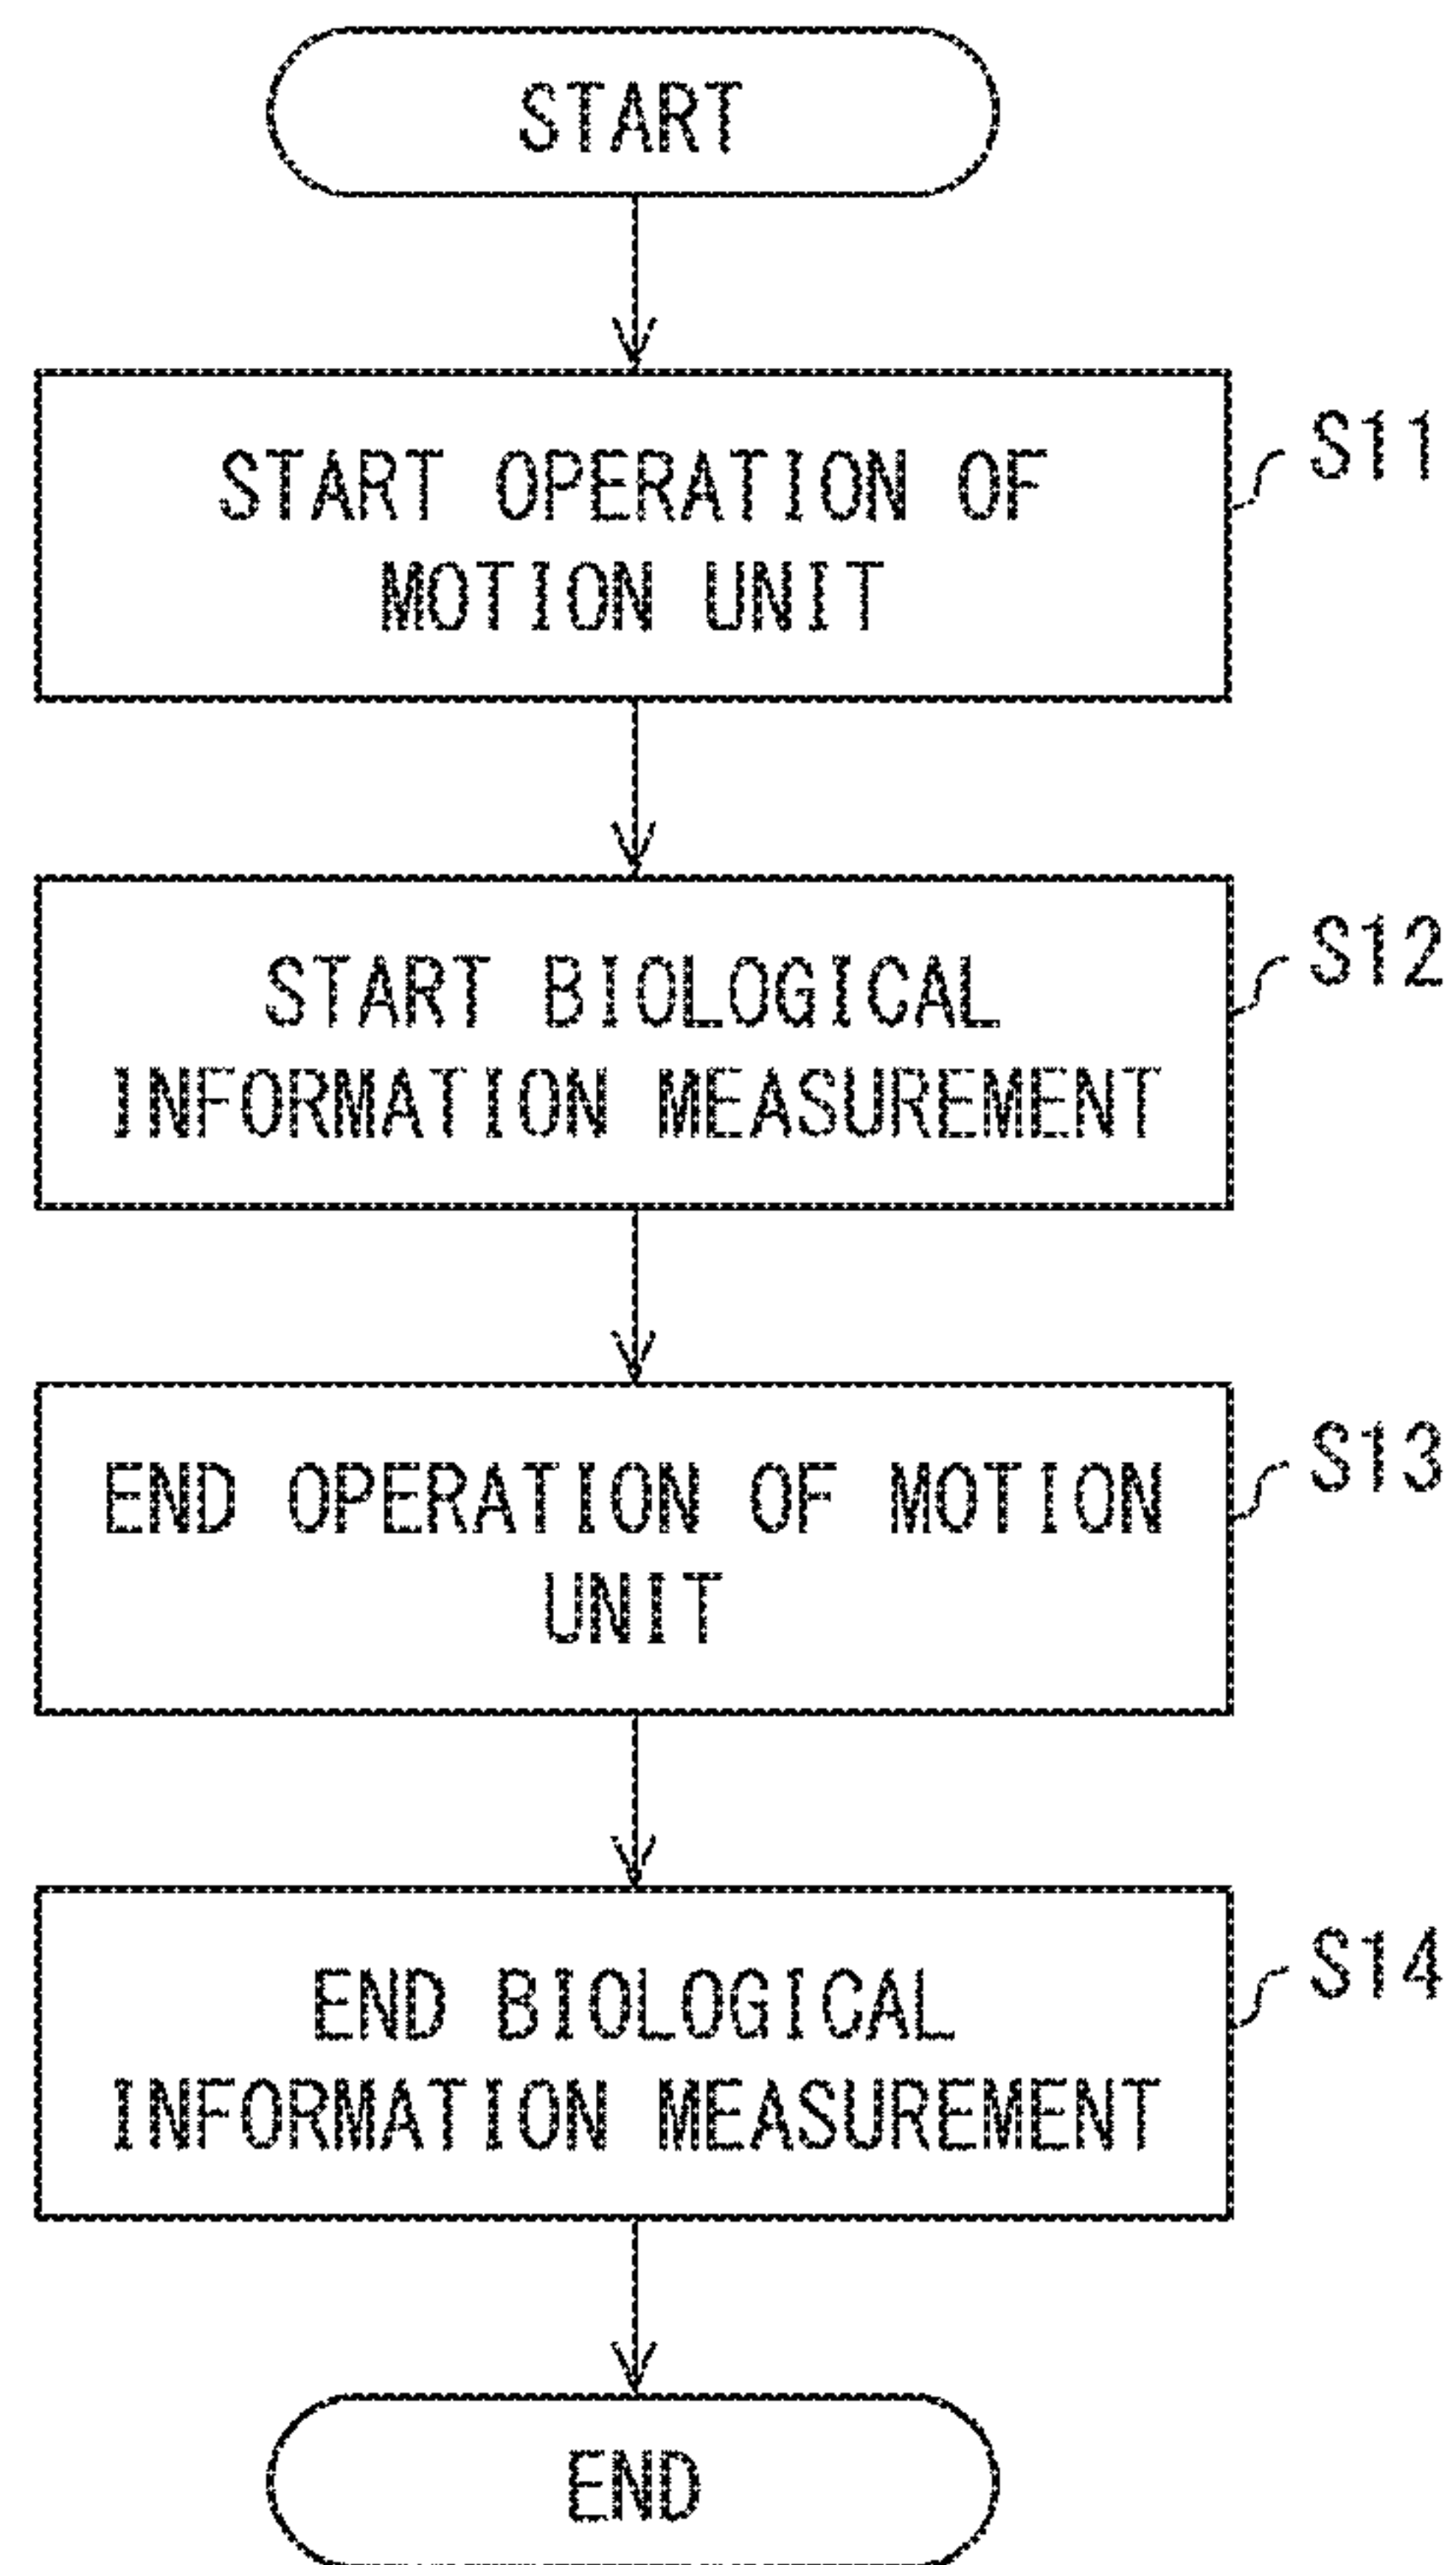 START
START OPERATION OF
MOTION UNIT
S11
START BIOLOGICAL
INFORMATION MEASUREMENT
S12
END OPERATION OF MOTION
UNIT
S13
END BIOLOGICAL
INFORMATION MEASUREMENT
S14
END